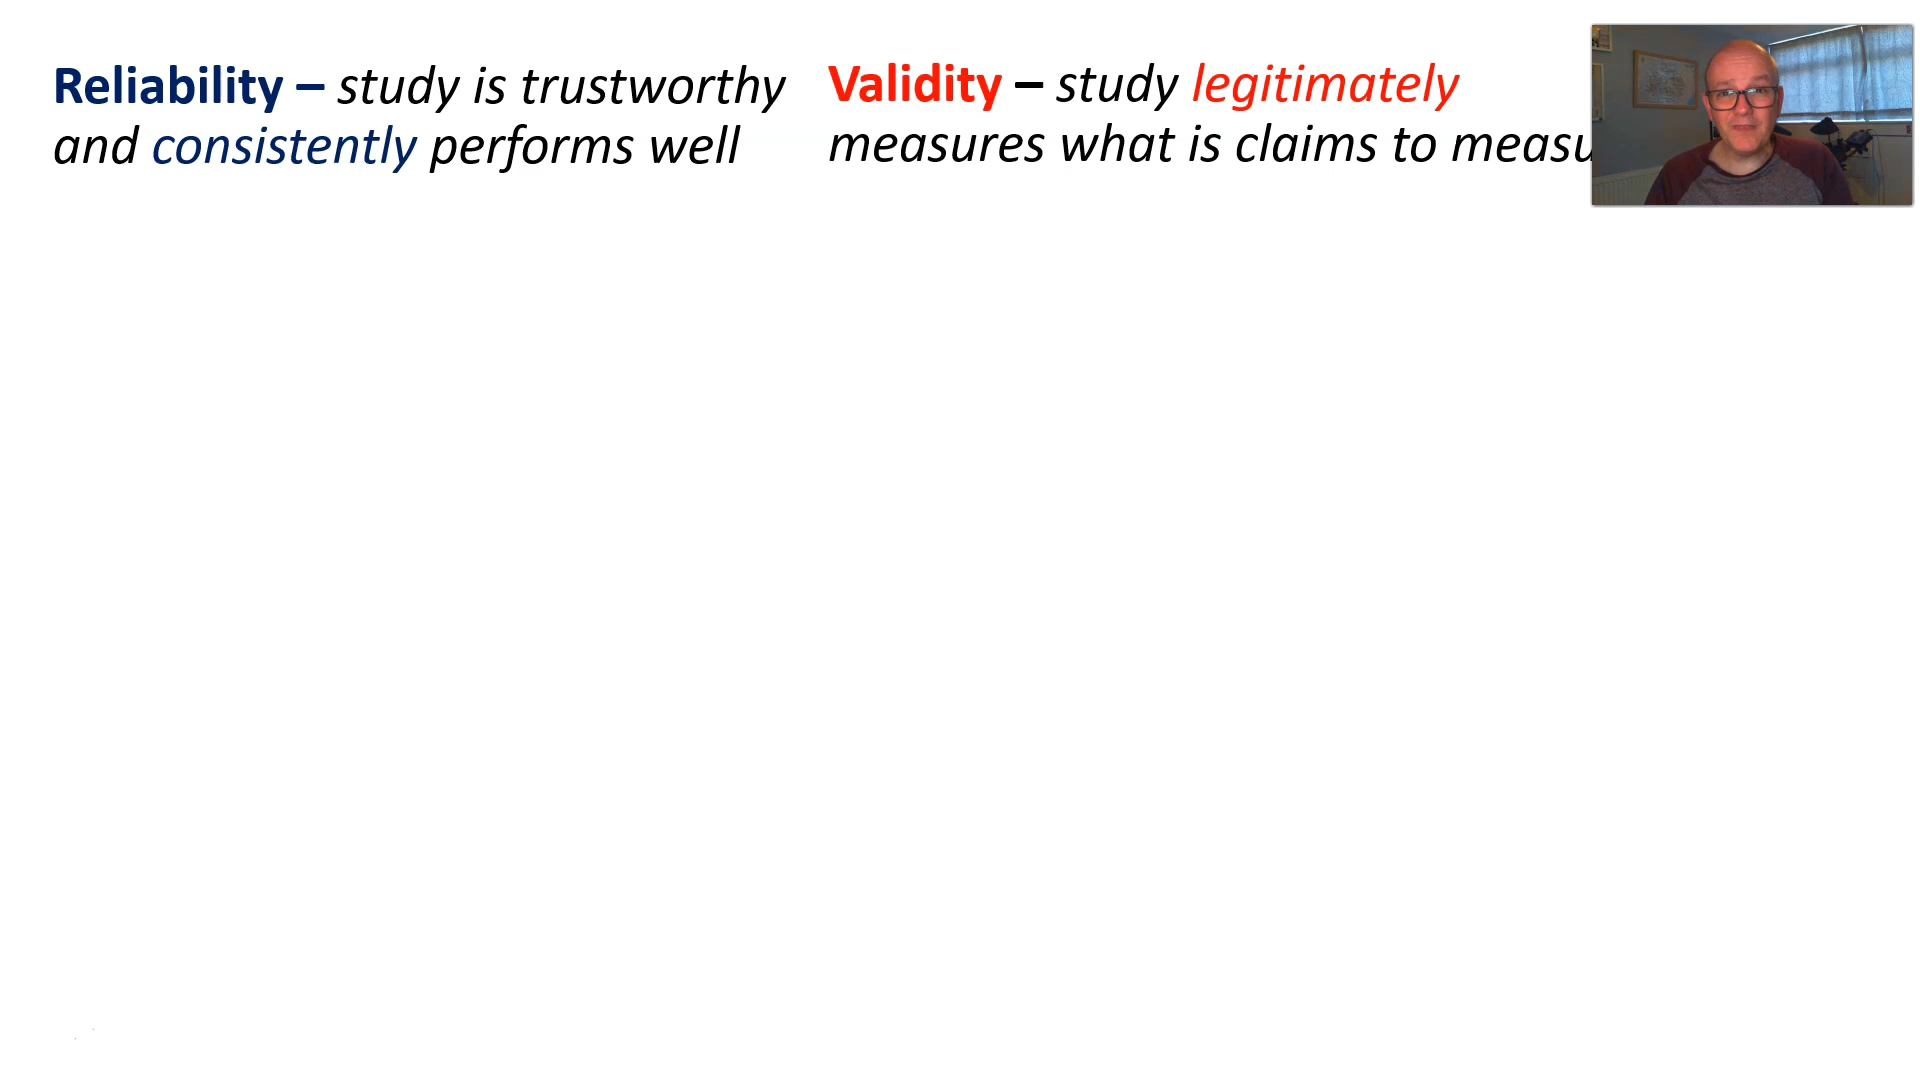 Reliability – study is trustworthy
and consistently performs well
Validity – study legitimately
measures what is claims to measu